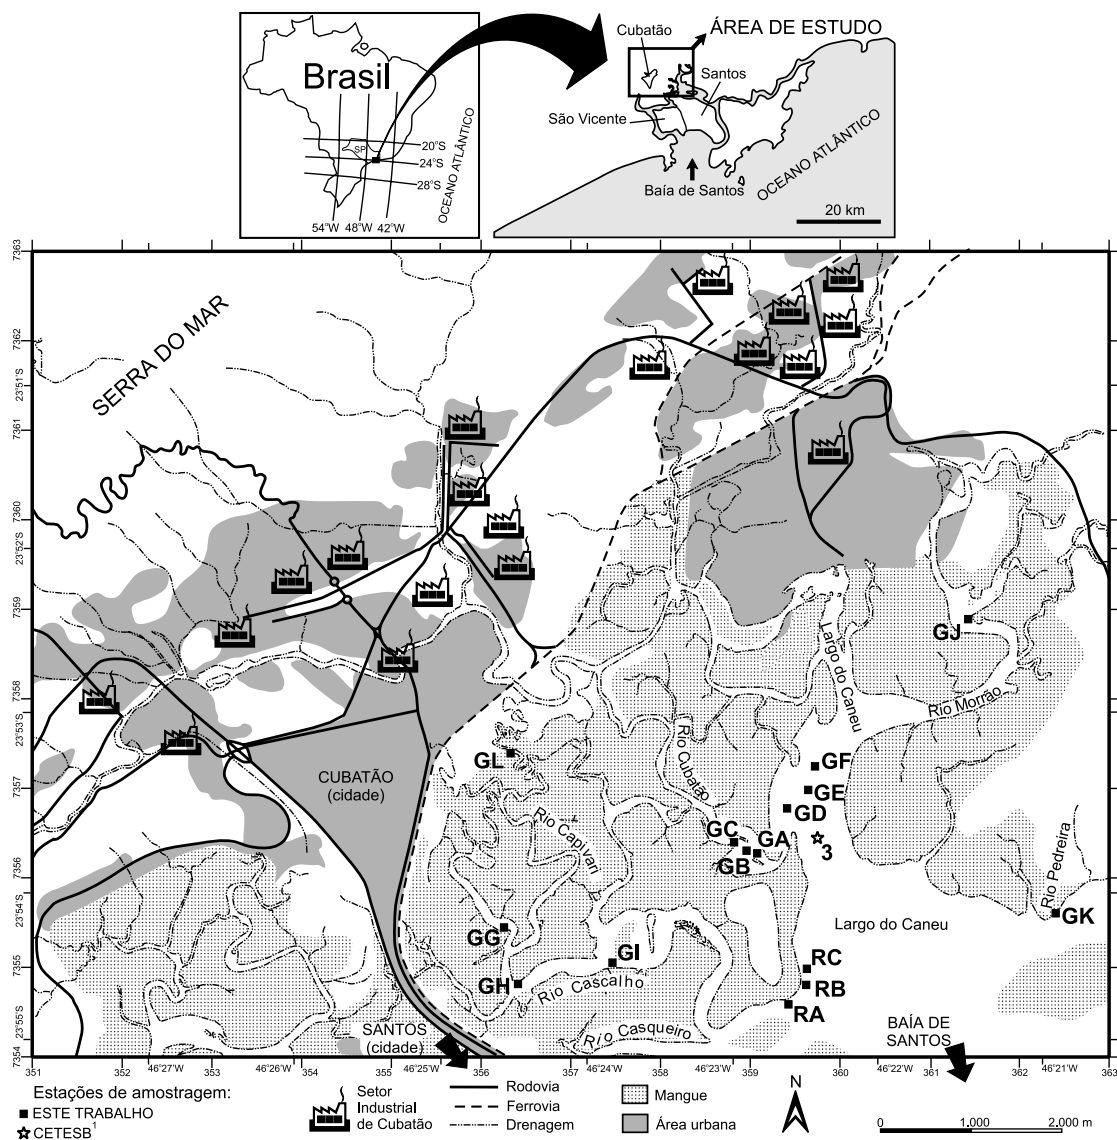 Brasil
SP
20°S
24°S
28°S
54°W
48°W
42°W
OCEANO ATLÂNTICO
ÁREA DE ESTUDO
Cubatão
Santos
São Vicente
Baía de Santos
OCEANO ATLÂNTICO
20 km
7363
7362
23°51'S
7361
7360
23°52'S
7359
7358
23°53'S
7357
7356
23°54'S
7355
23°55'S
7354
SERRA DO MAR
CUBATÃO
(cidade)
SANTOS
(cidade)
Largo do Caneu
Rio Morrão
Rio Cubatão
Rio Capivari
Rio Pedreira
Largo do Caneu
Rio Cascalho
Rio Casqueiro
BAÍA DE
SANTOS
GJ
GL
GF
GE
GD
GC
GA
GB
3
GK
GG
GI
GH
RC
RB
RA
351
352
46°27'W
353
46°26'W
354
355
46°25'W
356
357
46°24'W
358
46°23'W
359
360
46°22'W
361
362
46°21'W
363
Estações de amostragem:
ESTE TRABALHO
CETESB1
Setor
Industrial
de Cubatão
Rodovia
Ferrovia
Drenagem
Mangue
Área urbana
N
0 1.000 2.000 m